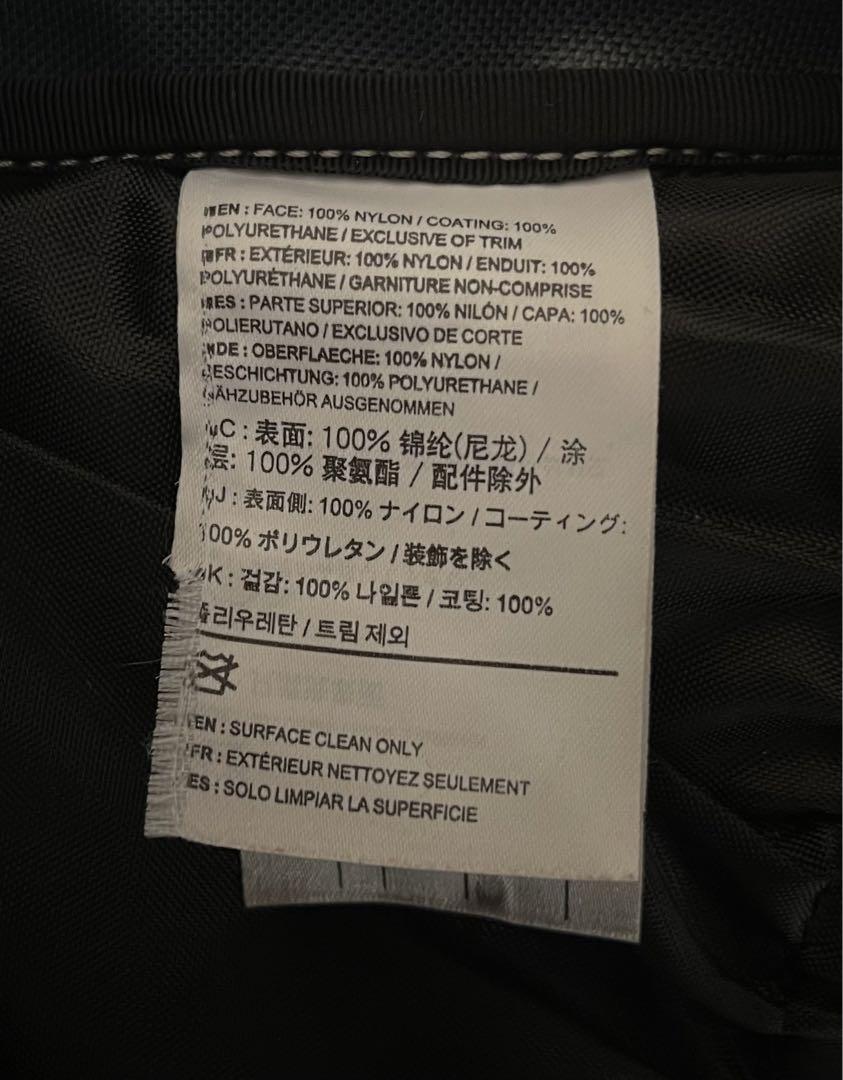 EN : FACE: 100% NYLON / COATING: 100%
POLYURETHANE / EXCLUSIVE OF TRIM
FR : EXTÉRIEUR: 100% NYLON / ENDUIT: 100%
POLYURÉTHANE / GARNITURE NON-COMPRISE
ES : PARTE SUPERIOR: 100% NILÓN / CAPA: 100%
POLIERUTANO / EXCLUSIVO DE CORTE
DE : OBERFLAECHE: 100% NYLON /
BESCHICHTUNG: 100% POLYURETHANE /
NÄHZUBEHÖR AUSGENOMMEN
C : 表面: 100% 锦纶(尼龙) / 涂
层: 100% 聚氨酯 / 配件除外
J : 表面側: 100% ナイロン / コーティング:
100% ポリウレタン / 装飾を除く
K : 겉감: 100% 나일론 / 코팅: 100%
폴리우레탄 / 트림 제외
EN : SURFACE CLEAN ONLY
FR : EXTÉRIEUR NETTOYEZ SEULEMENT
ES : SOLO LIMPIAR LA SUPERFICIE